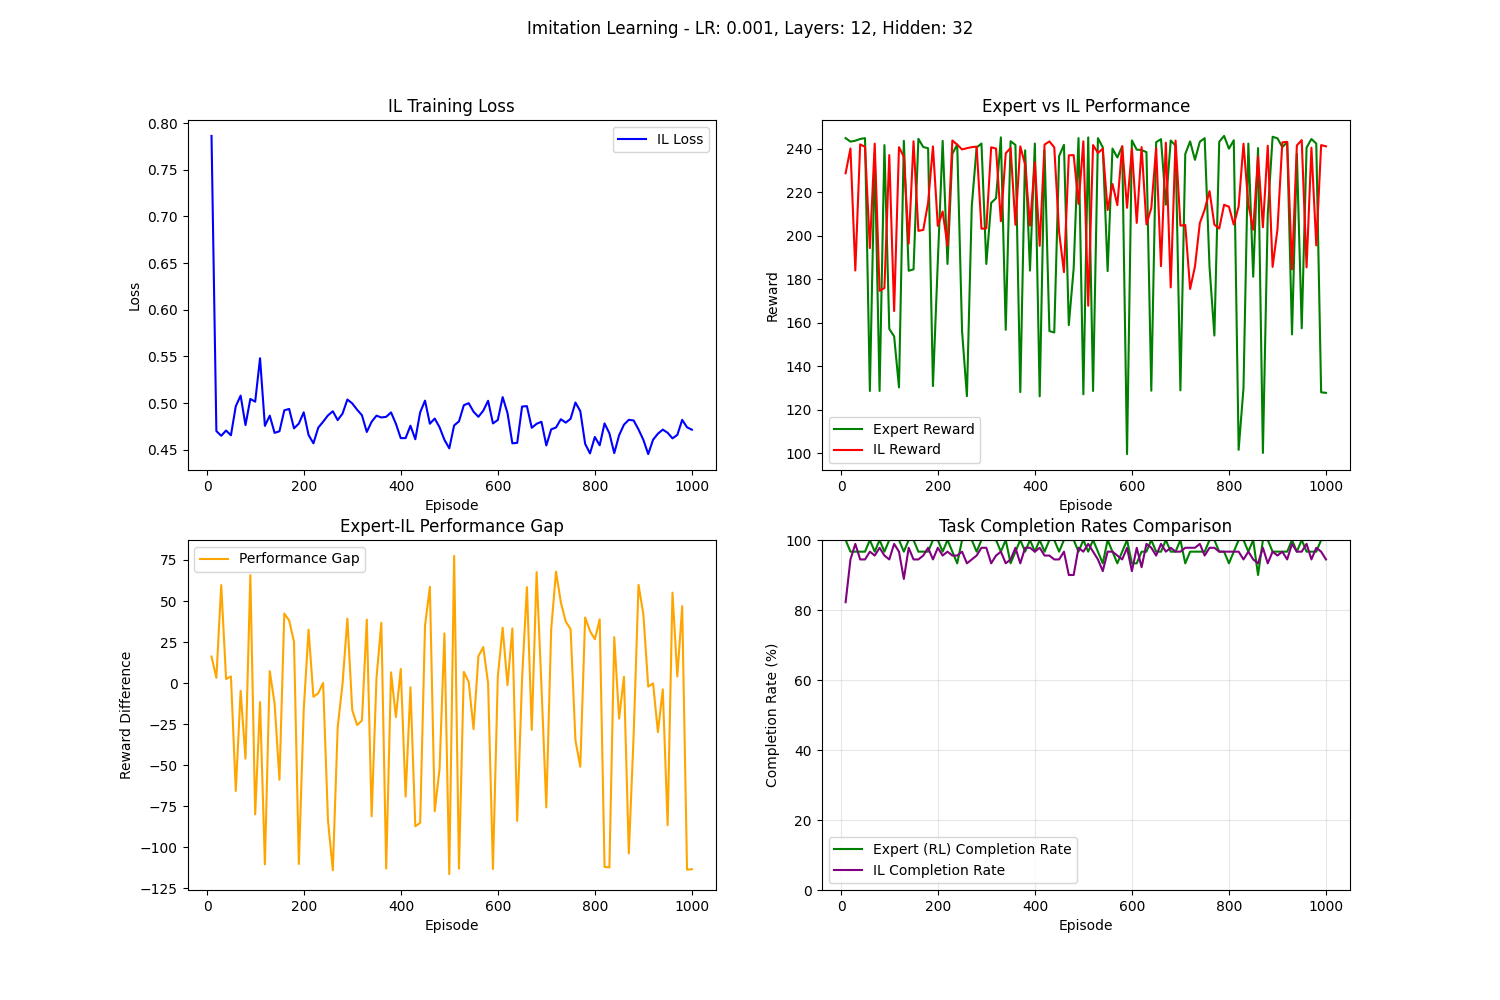 Imitation Learning - LR: 0.001, Layers: 12, Hidden: 32
IL Training Loss
0.80
0.75
0.70
0.65
0.60
0.55
0.50
0.45
Loss
IL Loss
0 200 400 600 800 1000
Episode
Expert vs IL Performance
240
220
200
180
160
140
120
100
Reward
Expert Reward
IL Reward
0 200 400 600 800 1000
Episode
Expert-IL Performance Gap
75
50
25
0
−25
−50
−75
−100
−125
Reward Difference
Performance Gap
0 200 400 600 800 1000
Episode
Task Completion Rates Comparison
100
80
60
40
20
0
Completion Rate (%)
Expert (RL) Completion Rate
IL Completion Rate
0 200 400 600 800 1000
Episode